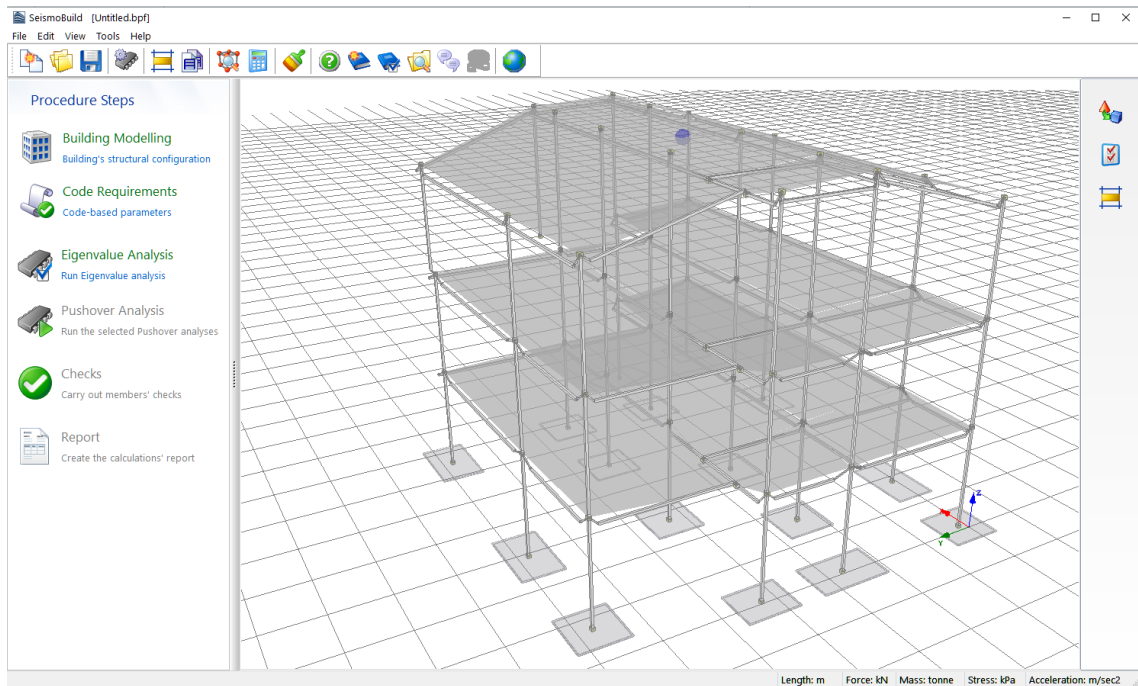 SeismoBuild [Untitled.bpf]
File Edit View Tools Help
Procedure Steps
Building Modelling
Building's structural configuration
Code Requirements
Code-based parameters
Eigenvalue Analysis
Run Eigenvalue analysis
Pushover Analysis
Run the selected Pushover analyses
Checks
Carry out members' checks
Report
Create the calculations' report
Z
Y
Length: m Force: kN Mass: tonne Stress: kPa Acceleration: m/sec2